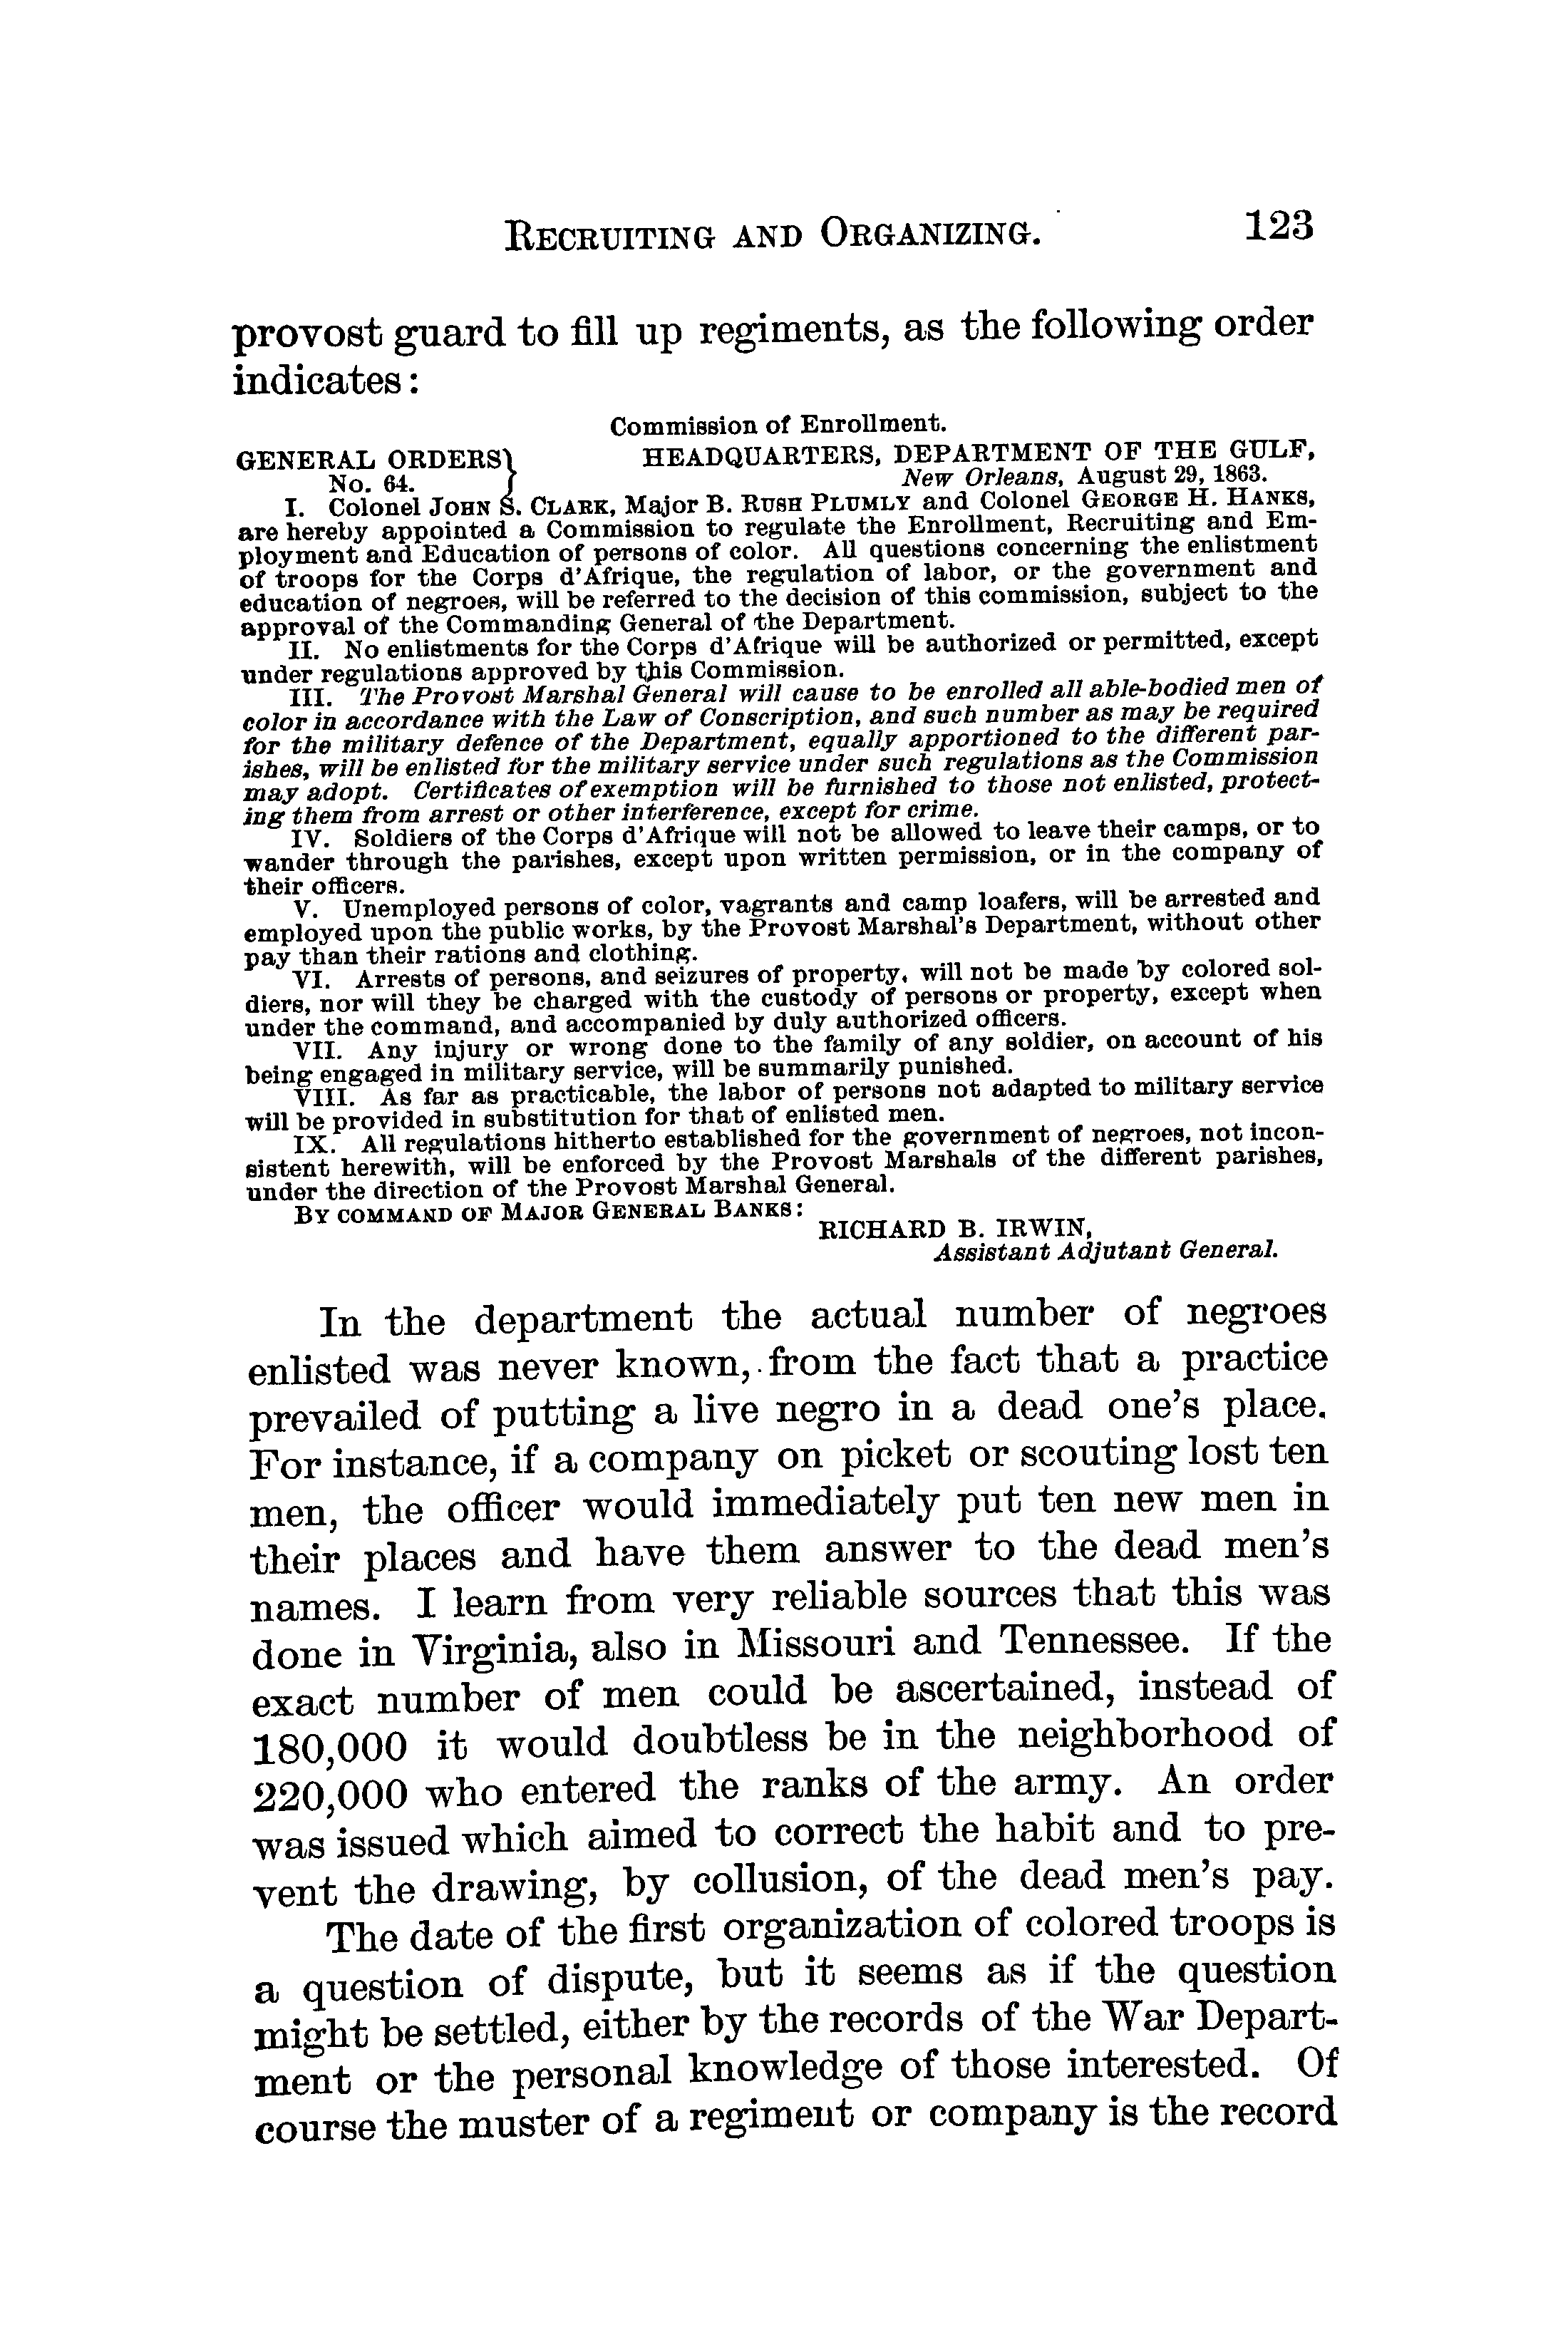 RECRUITING AND ORGANIZING. 123
provost guard to fill up regiments, as the following order
indicates:
Commission of Enrollment.
GENERAL ORDERS} HEADQUARTERS, DEPARTMENT OF THE GULF,
No. 64. New Orleans, August 29, 1863.
I. Colonel JOHN S. CLARK, Major B. RUSH PLUMLY and Colonel GEORGE H. HANKS,
are hereby appointed a Commission to regulate the Enrollment, Recruiting and Em-
ployment and Education of persons of color. All questions concerning the enlistment
of troops for the Corps d'Afrique, the regulation of labor, or the government and
education of negroes, will be referred to the decision of this commission, subject to the
approval of the Commanding General of the Department.
II. No enlistments for the Corps d'Afrique will be authorized or permitted, except
under regulations approved by this Commission.
III. The Provost Marshal General will cause to be enrolled all able-bodied men of
color in accordance with the Law of Conscription, and such number as may be required
for the military defence of the Department, equally apportioned to the different par-
ishes, will be enlisted for the military service under such regulations as the Commission
may adopt. Certificates of exemption will be furnished to those not enlisted, protect-
ing them from arrest or other interference, except for crime.
IV. Soldiers of the Corps d'Afrique will not be allowed to leave their camps, or to
wander through the parishes, except upon written permission, or in the company of
their officers.
V. Unemployed persons of color, vagrants and camp loafers, will be arrested and
employed upon the public works, by the Provost Marshal's Department, without other
pay than their rations and clothing.
VI. Arrests of persons, and seizures of property, will not be made by colored sol-
diers, nor will they be charged with the custody of persons or property, except when
under the command, and accompanied by duly authorized officers.
VII. Any injury or wrong done to the family of any soldier, on account of his
being engaged in military service, will be summarily punished.
VIII. As far as practicable, the labor of persons not adapted to military service
will be provided in substitution for that of enlisted men.
IX. All regulations hitherto established for the government of negroes, not incon-
sistent herewith, will be enforced by the Provost Marshals of the different parishes,
under the direction of the Provost Marshal General.
BY COMMAND OF MAJOR GENERAL BANKS:
RICHARD B. IRWIN,
Assistant Adjutant General.
In the department the actual number of negroes
enlisted was never known, from the fact that a practice
prevailed of putting a live negro in a dead one's place.
For instance, if a company on picket or scouting lost ten
men, the officer would immediately put ten new men in
their places and have them answer to the dead men's
names. I learn from very reliable sources that this was
done in Virginia, also in Missouri and Tennessee. If the
exact number of men could be ascertained, instead of
180,000 it would doubtless be in the neighborhood of
220,000 who entered the ranks of the army. An order
was issued which aimed to correct the habit and to pre-
vent the drawing, by collusion, of the dead men's pay.
The date of the first organization of colored troops is
a question of dispute, but it seems as if the question
might be settled, either by the records of the War Depart-
ment or the personal knowledge of those interested. Of
course the muster of a regiment or company is the record